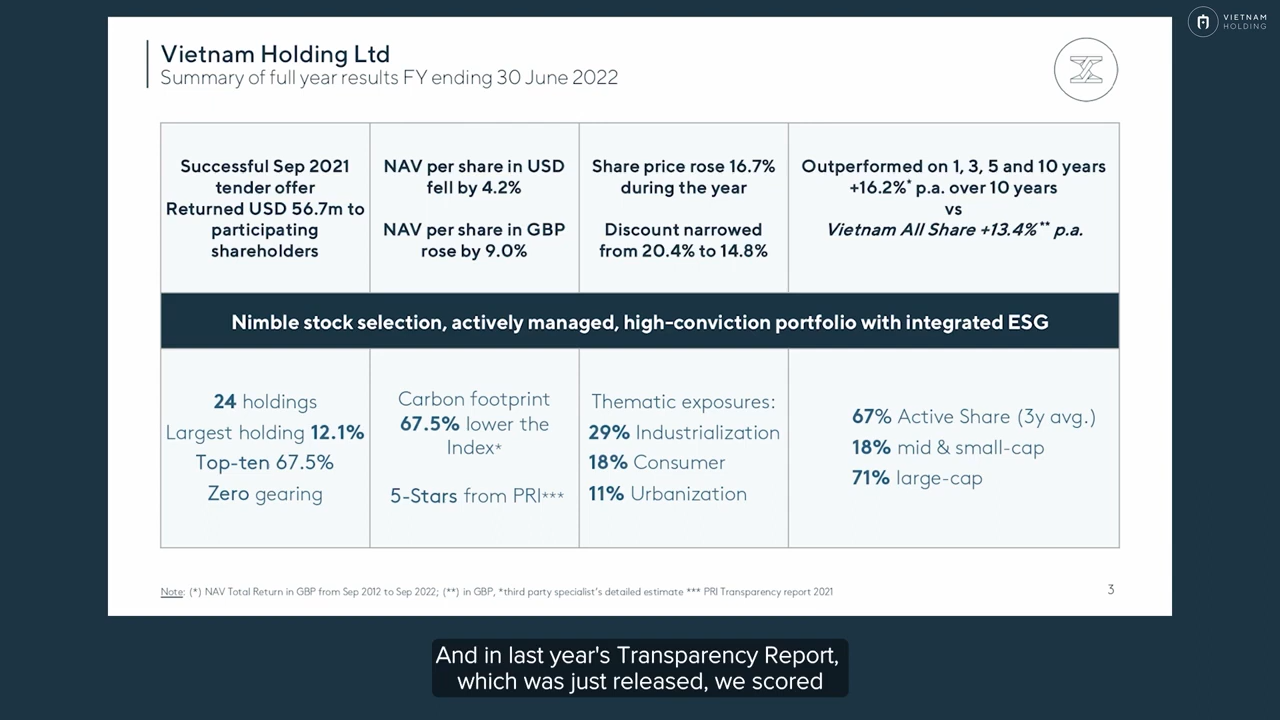 VIETNAM
HOLDING
Vietnam Holding Ltd
Summary of full year results FY ending 30 June 2022
Successful Sep 2021
tender offer
Returned USD 56.7m to
participating
shareholders
NAV per share in USD
fell by 4.2%
NAV per share in GBP
rose by 9.0%
Share price rose 16.7%
during the year
Discount narrowed
from 20.4% to 14.8%
Outperformed on 1, 3, 5 and 10 years
+16.2%* p.a. over 10 years
vs
Vietnam All Share +13.4%** p.a.
Nimble stock selection, actively managed, high-conviction portfolio with integrated ESG
24 holdings
Largest holding 12.1%
Top-ten 67.5%
Zero gearing
Carbon footprint
67.5% lower the
Index*
5-Stars from PRI***
Thematic exposures:
29% Industrialization
18% Consumer
11% Urbanization
67% Active Share (3y avg.)
18% mid & small-cap
71% large-cap
Note: (*) NAV Total Return in GBP from Sep 2012 to Sep 2022; (**) in GBP, *third party specialist's detailed estimate *** PRI Transparency report 2021
3
And in last year's Transparency Report,
which was just released, we scored